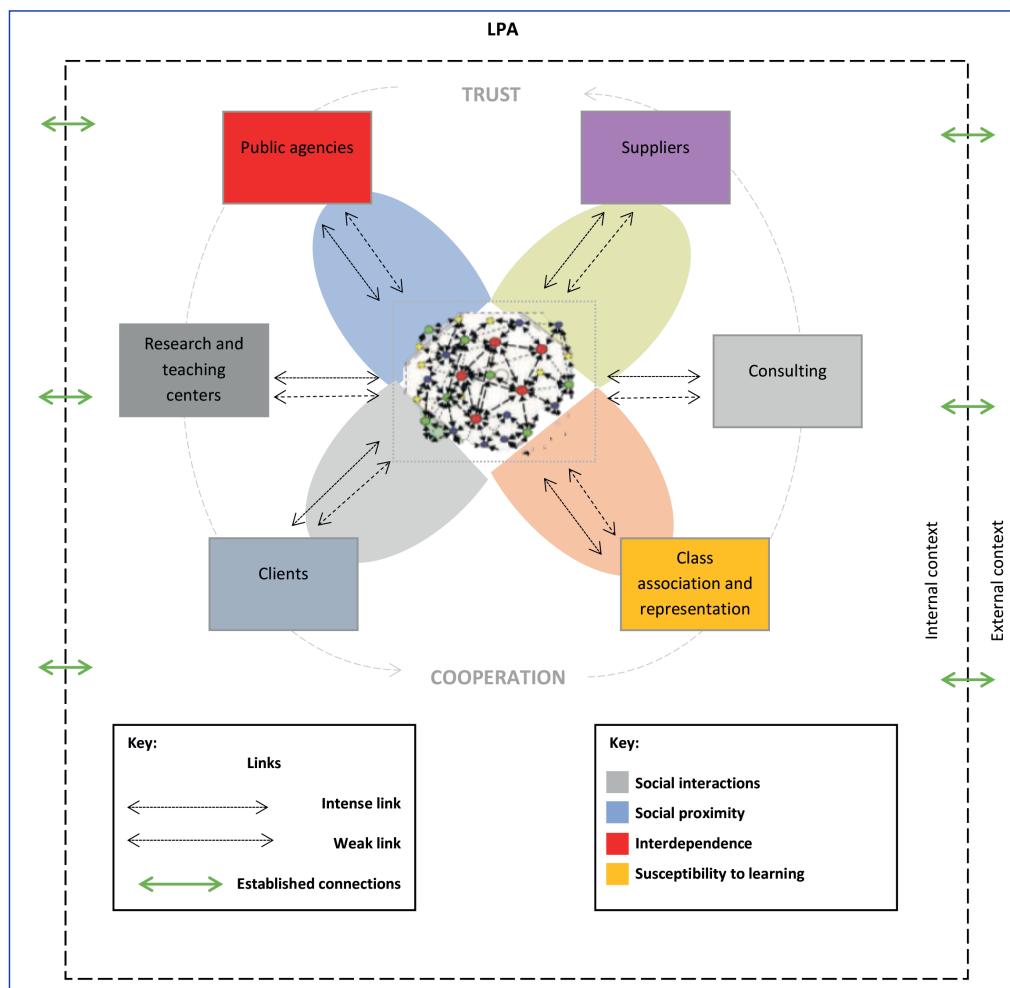 LPA
TRUST
Public agencies
Suppliers
Research and
teaching
centers
Consulting
Clients
Class
association and
representation
COOPERATION
Internal context
External context
Key:
Links
Intense link
Weak link
Established connections
Key:
Social interactions
Social proximity
Interdependence
Susceptibility to learning